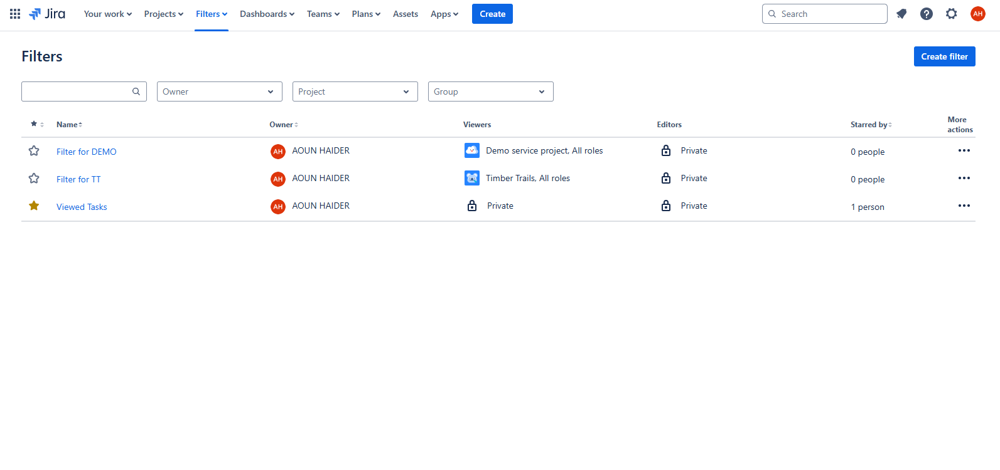 Jira Your work Projects Filters Dashboards Teams Plans Assets Apps Create Search AH
Filters Create filter
Owner Project Group
Name Owner Viewers Editors Starred by More actions
Filter for DEMO AH AOUN HAIDER Demo service project, All roles Private 0 people
Filter for TT AH AOUN HAIDER Timber Trails, All roles Private 0 people
Viewed Tasks AH AOUN HAIDER Private Private 1 person